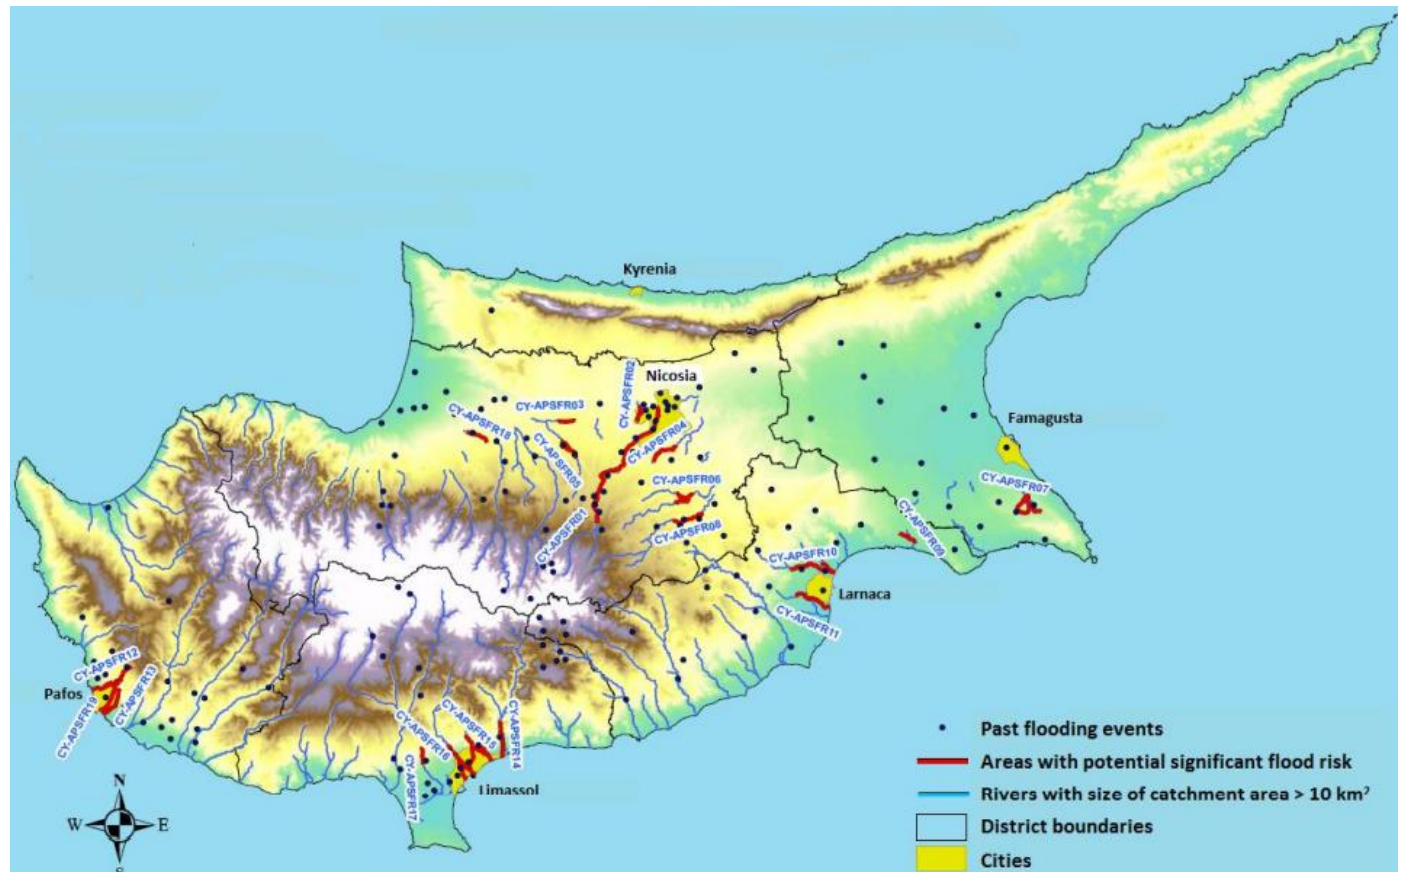 Kyrenia
Nicosia
CY-APSFR02
CY-APSFR03
CY-APSFR18
CY-APSFR04
CY-APSFR05
Famagusta
CY-APSFR06
CY-APSFR07
CY-APSFR01
CY-APSFR08
CY-APSFR09
CY-APSFR10
Larnaca
CY-APSFR11
CY-APSFR12
Pafos
CY-APSFR13
CY-APSFR19
CY-APSFR16
CY-APSFR15
CY-APSFR14
CY-APSFR17
Limassol
N
W E
S
Past flooding events
Areas with potential significant flood risk
Rivers with size of catchment area > 10 km²
District boundaries
Cities